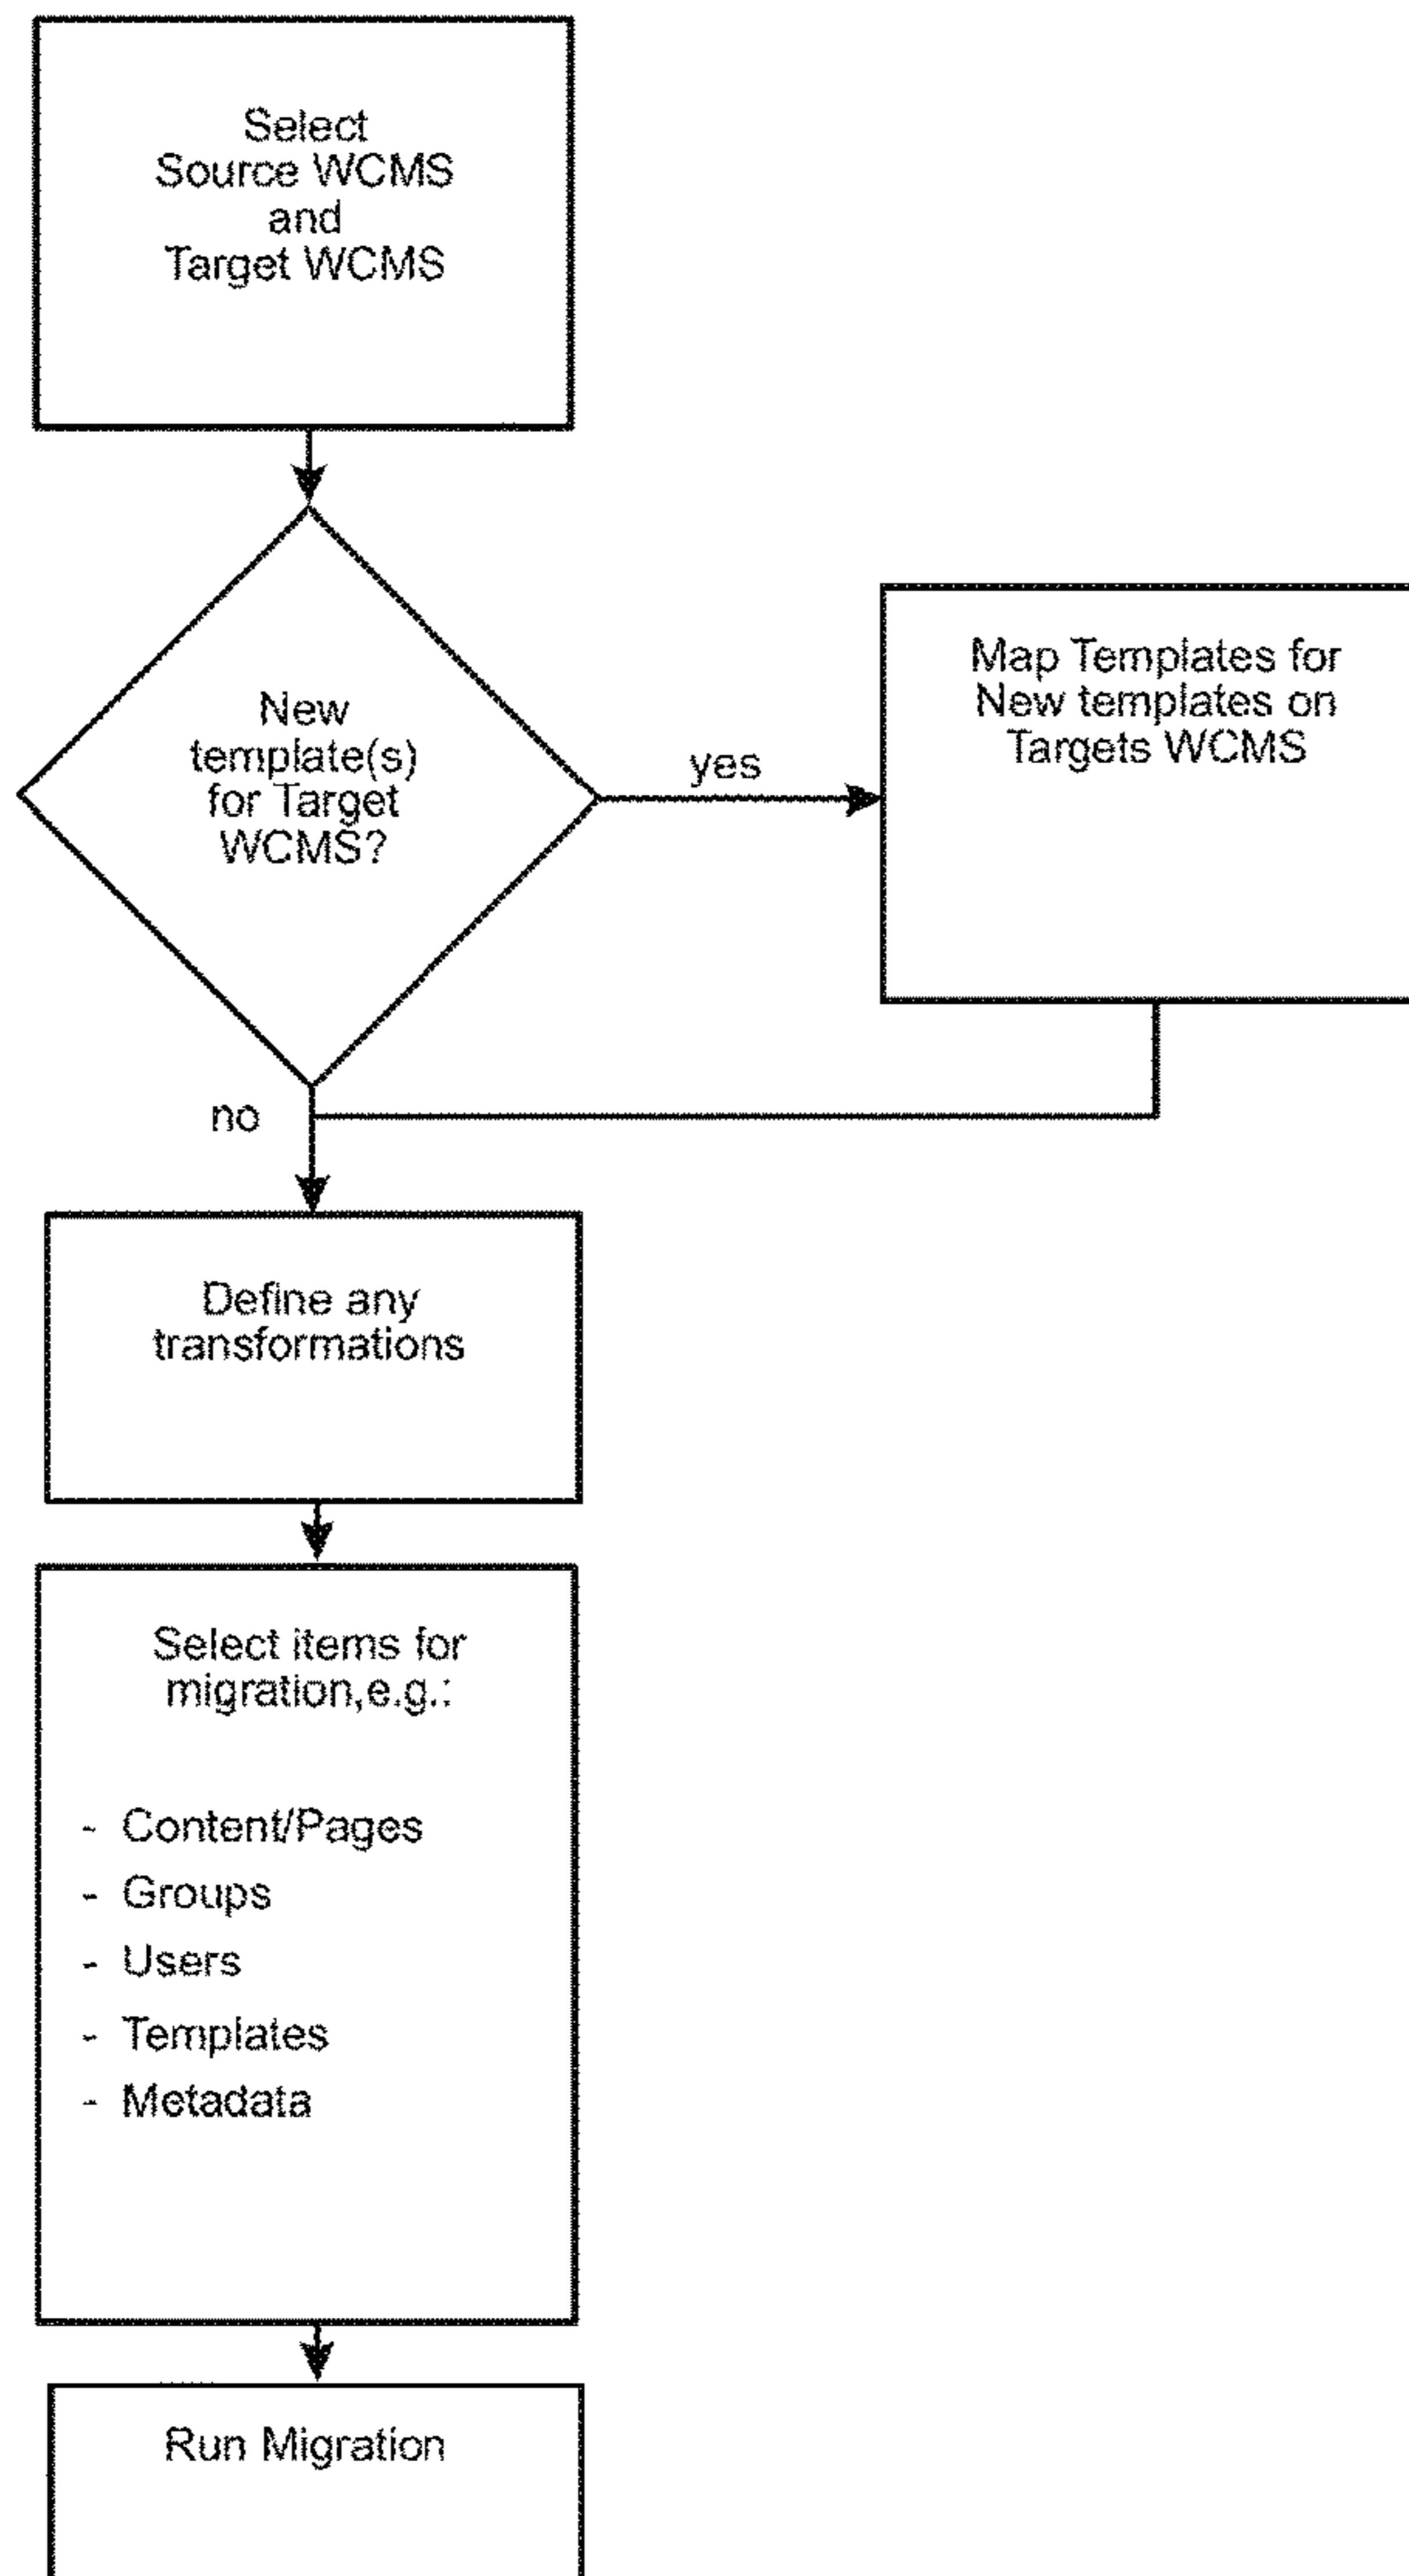 Select
Source WCMS
and
Target WCMS
New
template(s)
for Target
WCMS?
yes
Map Templates for
New templates on
Targets WCMS
no
Define any
transformations
Select items for
migration,e.g.:
- Content/Pages
- Groups
- Users
- Templates
- Metadata
Run Migration